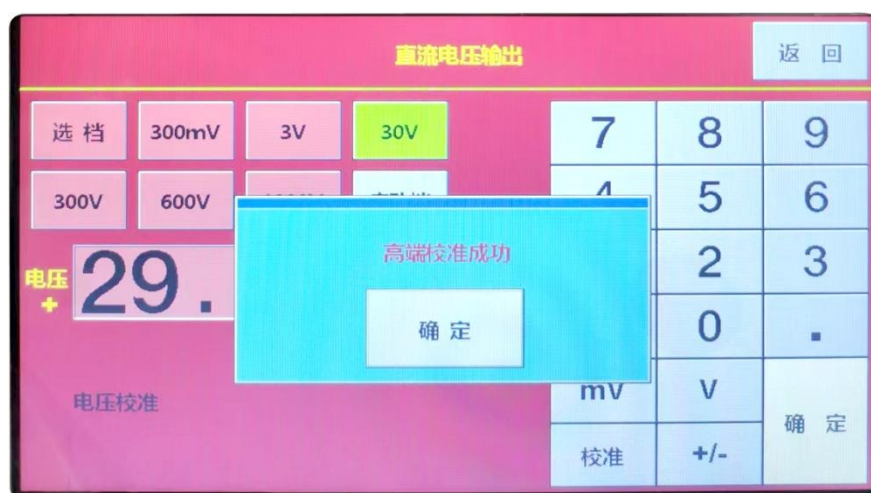 直流电压输出
返 回
选 档 300mV 3V 30V
300V 600V
电压
+
29.
高端校准成功
确 定
电压校准
7 8 9
5 6
2 3
0 .
mV V
确 定
校准 +/-